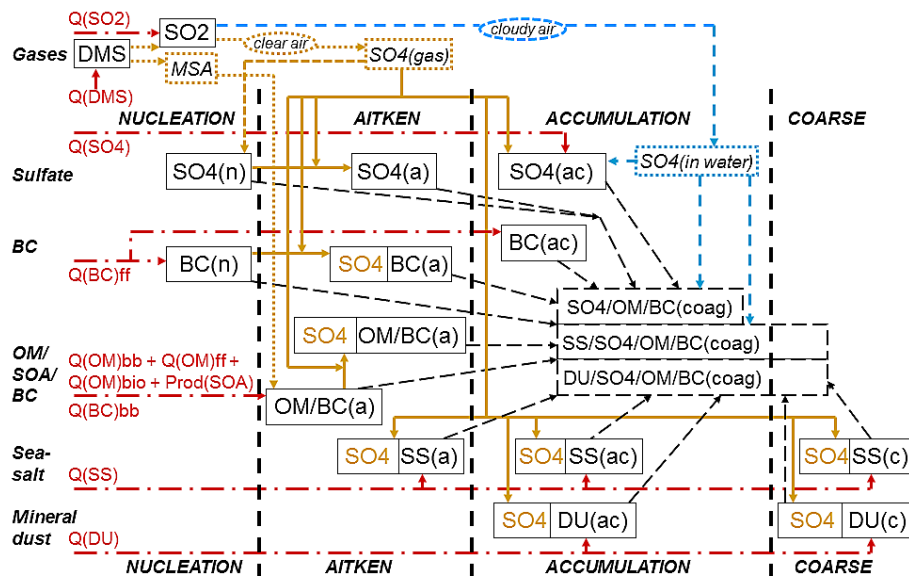 Q(SO2)
SO2
cloudy air
clear air
Gases
DMS
MSA
SO4(gas)
Q(DMS)
NUCLEATION
AITKEN
ACCUMULATION
COARSE
Q(SO4)
Sulfate
SO4(n)
SO4(a)
SO4(ac)
SO4(in water)
BC
BC(ac)
Q(BC)ff
BC(n)
SO4 BC(a)
SO4/OM/BC(coag)
SO4 OM/BC(a)
SS/SO4/OM/BC(coag)
OM/
SOA/
BC
Q(OM)bb + Q(OM)ff +
Q(OM)bio + Prod(SOA)
Q(BC)bb
DU/SO4/OM/BC(coag)
OM/BC(a)
Sea-
salt
Q(SS)
SO4 SS(a)
SO4 SS(ac)
SO4 SS(c)
Mineral
dust
Q(DU)
SO4 DU(ac)
SO4 DU(c)
NUCLEATION
AITKEN
ACCUMULATION
COARSE